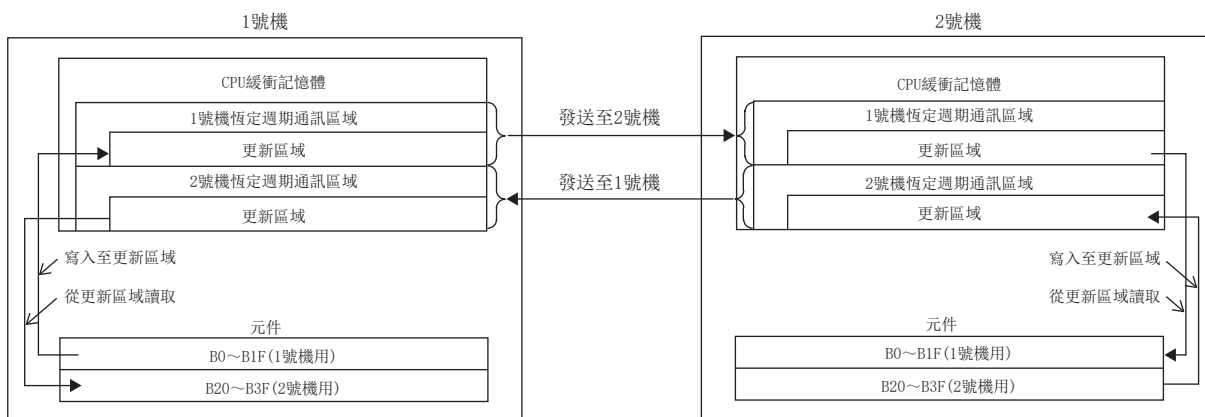 1號機
CPU緩衝記憶體
1號機恆定週期通訊區域
更新區域
2號機恆定週期通訊區域
更新區域
寫入至更新區域
從更新區域讀取
元件
B0～B1F(1號機用)
B20～B3F(2號機用)
發送至2號機
發送至1號機
2號機
CPU緩衝記憶體
1號機恆定週期通訊區域
更新區域
2號機恆定週期通訊區域
更新區域
寫入至更新區域
從更新區域讀取
元件
B0～B1F(1號機用)
B20～B3F(2號機用)